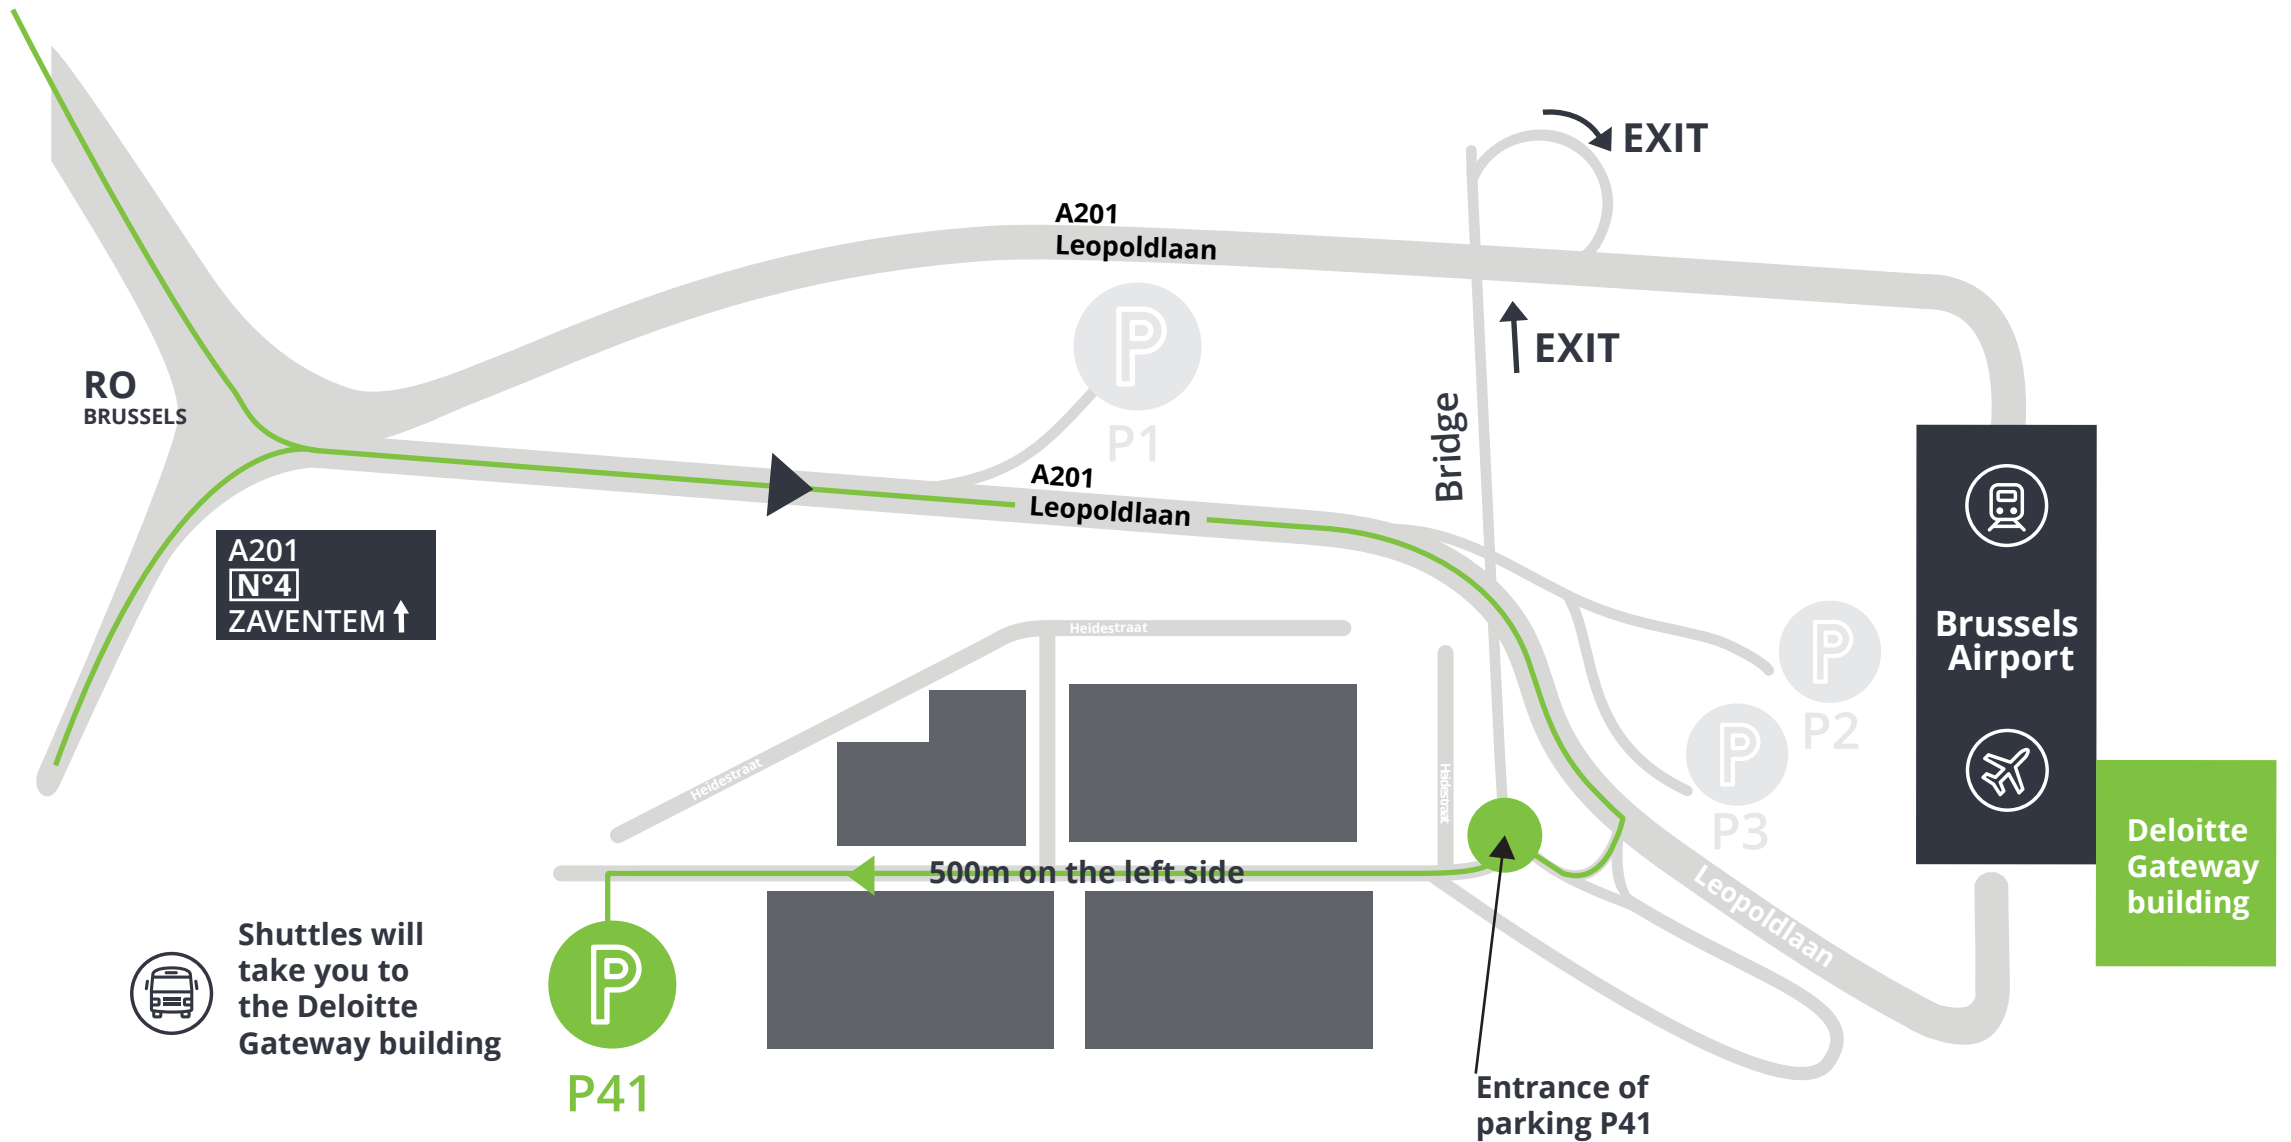 EXIT
A201
Leopoldlaan
EXIT
P
P1
RO
BRUSSELS
Bridge
A201
Leopoldlaan
A201
N°4
ZAVENTEM
Heidestraat
P
P2
Brussels
Airport
P
P3
Heidestraat
Heidestraat
Deloitte
Gateway
building
500m on the left side
Leopoldlaan
Shuttles will
take you to
the Deloitte
Gateway building
P
P41
Entrance of
parking P41